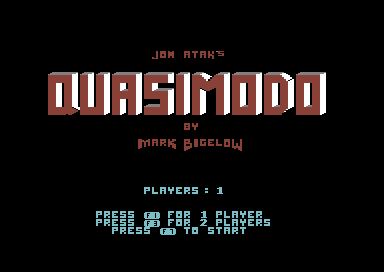 JON ATAK'S
QUASIMODO
BY
MARK BIGELOW
PLAYERS : 1
PRESS F1 FOR 1 PLAYER
PRESS F3 FOR 2 PLAYERS
PRESS F7 TO START